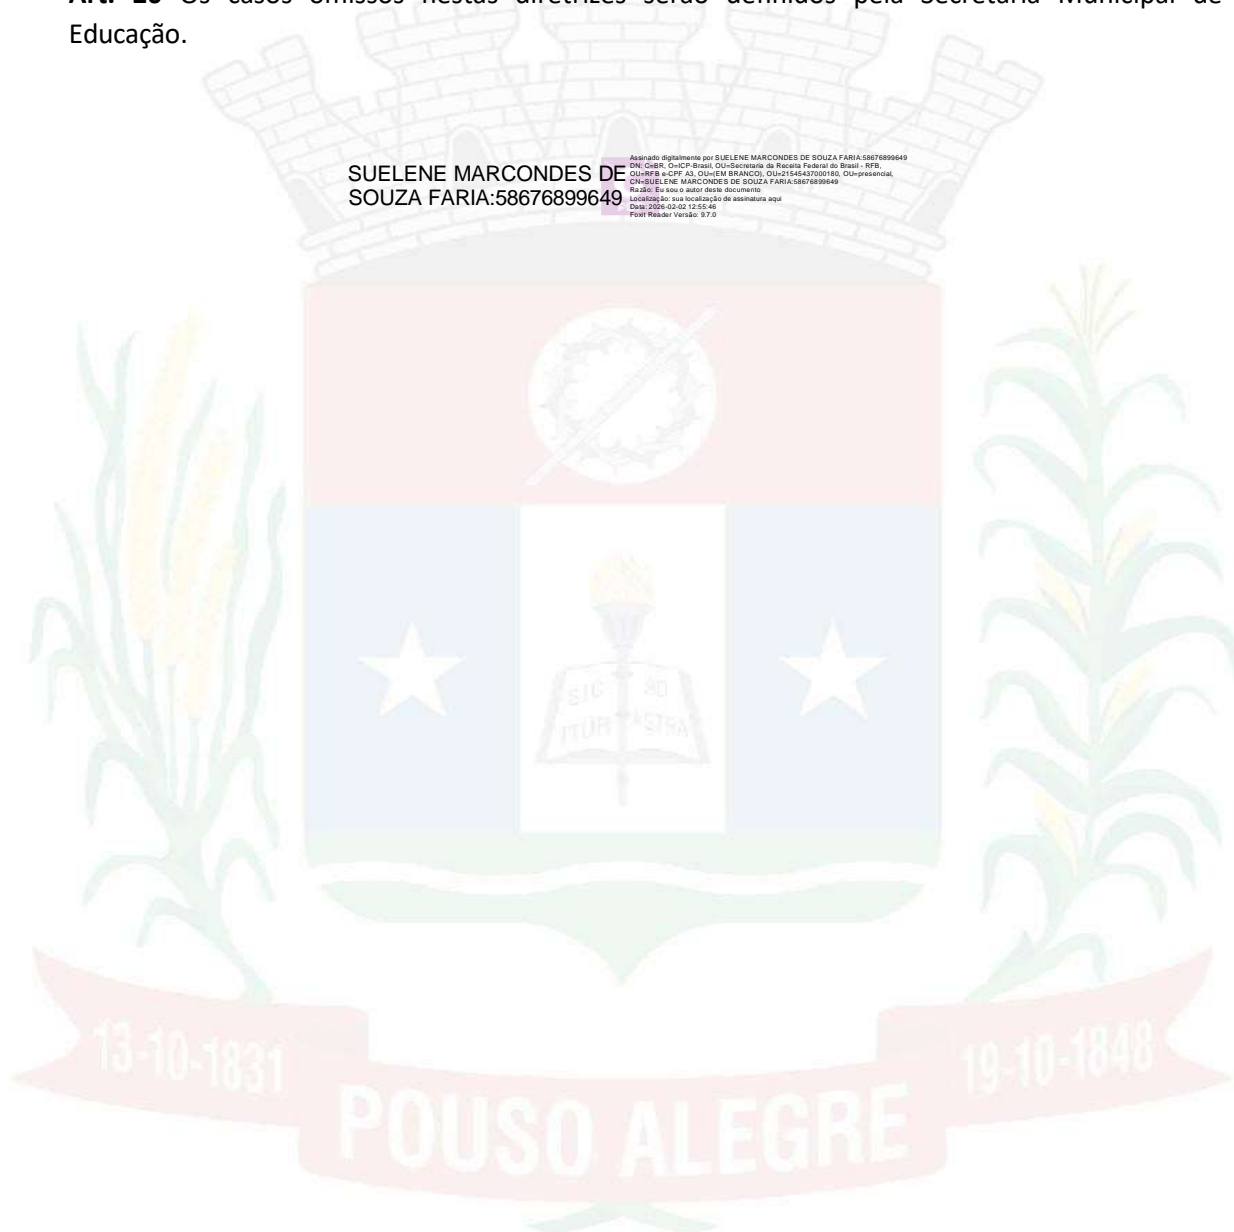 Os casos omissos nestas diretrizes serão definidos pela Secretaria Municipal de
Educação.
SUELENE MARCONDES DE
SOUZA FARIA:58676899649
Assinado digitalmente por SUELENE MARCONDES DE SOUZA FARIA:58676899649
DN: C=BR, O=ICP-Brasil, OU=Secretaria da Receita Federal do Brasil - RFB,
OU=RFB e-CPF A3, OU=(EM BRANCO), OU=21545437000180, OU=presencial,
CN=SUELENE MARCONDES DE SOUZA FARIA:58676899649
Razão: Eu sou o autor deste documento
Localização: sua localização de assinatura aqui
Data: 2026-02-02 12:55:46
Foxit Reader Versão: 9.7.0
SIC AD
ITUR ASTRA
13-10-1831
19-10-1848
POUSO ALEGRE